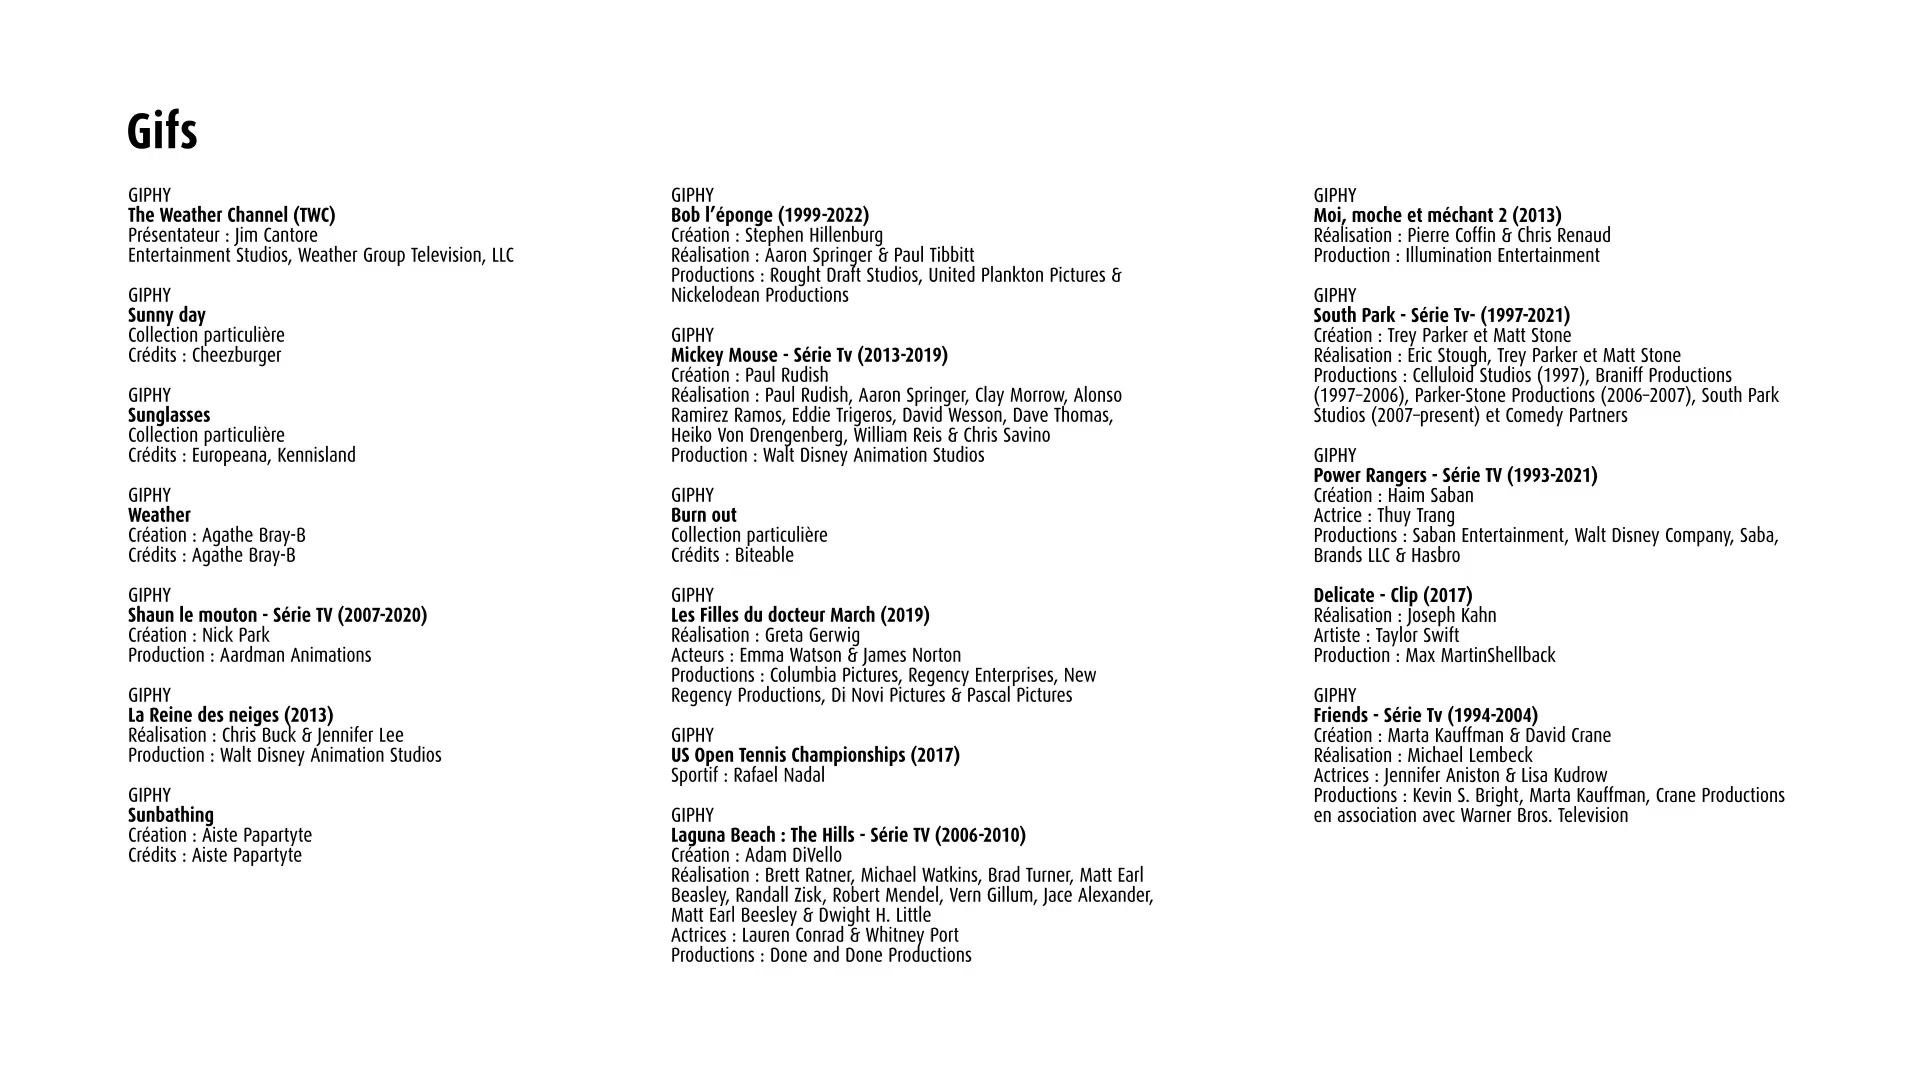 Gifs
GIPHY
The Weather Channel (TWC)
Présentateur : Jim Cantore
Entertainment Studios, Weather Group Television, LLC
GIPHY
Sunny day
Collection particulière
Crédits : Cheezburger
GIPHY
Sunglasses
Collection particulière
Crédits : Europeana, Kennisland
GIPHY
Weather
Création : Agathe Bray-B
Crédits : Agathe Bray-B
GIPHY
Shaun le mouton - Série TV (2007-2020)
Création : Nick Park
Production : Aardman Animations
GIPHY
La Reine des neiges (2013)
Réalisation : Chris Buck & Jennifer Lee
Production : Walt Disney Animation Studios
GIPHY
Sunbathing
Création : Aiste Papartyte
Crédits : Aiste Papartyte
GIPHY
Bob l’éponge (1999-2022)
Création : Stephen Hillenburg
Réalisation : Aaron Springer & Paul Tibbitt
Productions : Rought Draft Studios, United Plankton Pictures &
Nickelodean Productions
GIPHY
Mickey Mouse - Série Tv (2013-2019)
Création : Paul Rudish
Réalisation : Paul Rudish, Aaron Springer, Clay Morrow, Alonso
Ramirez Ramos, Eddie Trigeros, David Wesson, Dave Thomas,
Heiko Von Drengenberg, William Reis & Chris Savino
Production : Walt Disney Animation Studios
GIPHY
Burn out
Collection particulière
Crédits : Biteable
GIPHY
Les Filles du docteur March (2019)
Réalisation : Greta Gerwig
Acteurs : Emma Watson & James Norton
Productions : Columbia Pictures, Regency Enterprises, New
Regency Productions, Di Novi Pictures & Pascal Pictures
GIPHY
US Open Tennis Championships (2017)
Sportif : Rafael Nadal
GIPHY
Laguna Beach : The Hills - Série TV (2006-2010)
Création : Adam DiVello
Réalisation : Brett Ratner, Michael Watkins, Brad Turner, Matt Earl
Beasley, Randall Zisk, Robert Mendel, Vern Gillum, Jace Alexander,
Matt Earl Beesley & Dwight H. Little
Actrices : Lauren Conrad & Whitney Port
Productions : Done and Done Productions
GIPHY
Moi, moche et méchant 2 (2013)
Réalisation : Pierre Coffin & Chris Renaud
Production : Illumination Entertainment
GIPHY
South Park - Série Tv- (1997-2021)
Création : Trey Parker et Matt Stone
Réalisation : Eric Stough, Trey Parker et Matt Stone
Productions : Celluloid Studios (1997), Braniff Productions
(1997–2006), Parker-Stone Productions (2006–2007), South Park
Studios (2007–present) et Comedy Partners
GIPHY
Power Rangers - Série TV (1993-2021)
Création : Haim Saban
Actrice : Thuy Trang
Productions : Saban Entertainment, Walt Disney Company, Saba,
Brands LLC & Hasbro
Delicate - Clip (2017)
Réalisation : Joseph Kahn
Artiste : Taylor Swift
Production : Max MartinShellback
GIPHY
Friends - Série Tv (1994-2004)
Création : Marta Kauffman & David Crane
Réalisation : Michael Lembeck
Actrices : Jennifer Aniston & Lisa Kudrow
Productions : Kevin S. Bright, Marta Kauffman, Crane Productions
en association avec Warner Bros. Television